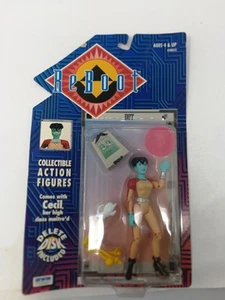 AGES 4 & UP
ReBoot
DOT
COLLECTIBLE
ACTION
FIGURES
Comes with
Cecil,
her high
class maitre'd
DELETE
DISK
INCLUDED